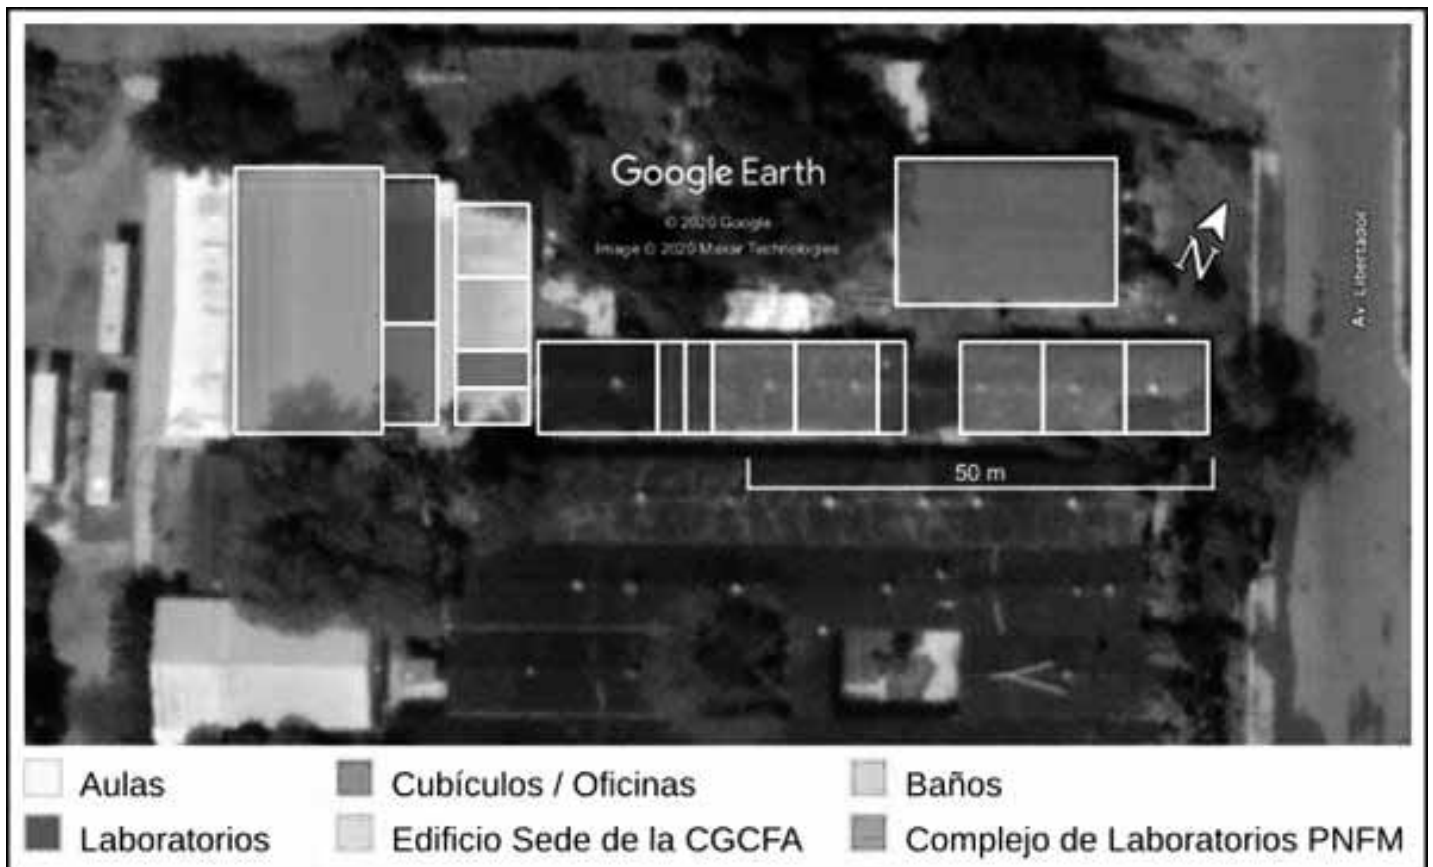 Google Earth
© 2020 Google
Image © 2020 Maxar Technologies
N
Av. Libertador
50 m
Aulas
Cubículos / Oficinas
Baños
Laboratorios
Edificio Sede de la CGCFA
Complejo de Laboratorios PNFM